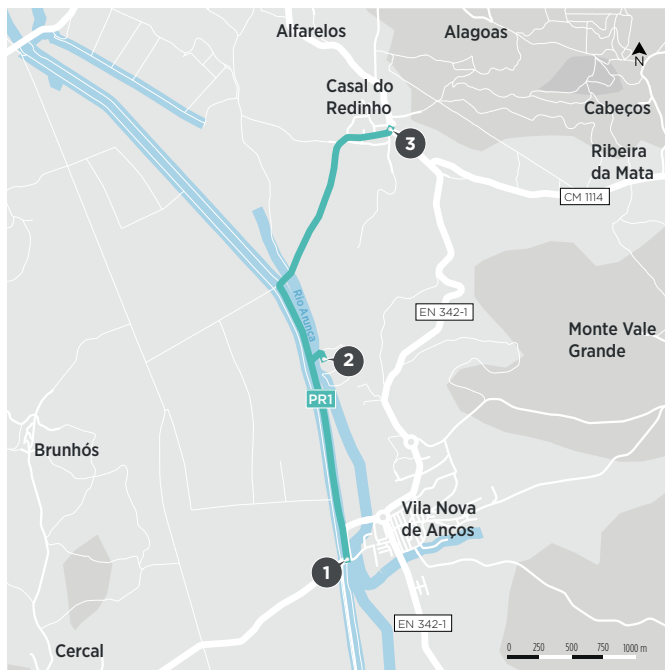 Alfarelos
Alagoas
N
Casal do
Redinho
Cabeços
3
Ribeira
da Mata
CM 1114
Rio Arunca
EN 342-1
Monte Vale
Grande
2
PR1
Brunhós
Vila Nova
de Anços
1
EN 342-1
Cercal
0 250 500 750 1000 m